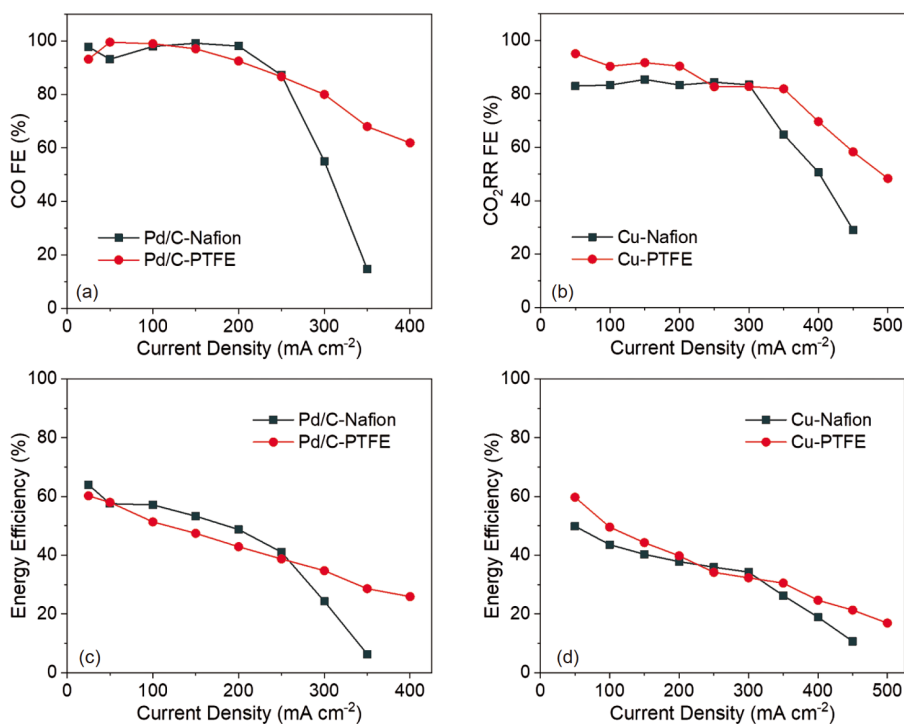 100
80
60
40
20
0
CO FE (%)
Pd/C-Nafion
Pd/C-PTFE
(a)
0 100 200 300 400
Current Density (mA cm⁻²)
100
80
60
40
20
0
CO₂RR FE (%)
Cu-Nafion
Cu-PTFE
(b)
0 100 200 300 400 500
Current Density (mA cm⁻²)
100
80
60
40
20
0
Energy Efficiency (%)
Pd/C-Nafion
Pd/C-PTFE
(c)
0 100 200 300 400
Current Density (mA cm⁻²)
100
80
60
40
20
0
Energy Efficiency (%)
Cu-Nafion
Cu-PTFE
(d)
0 100 200 300 400 500
Current Density (mA cm⁻²)